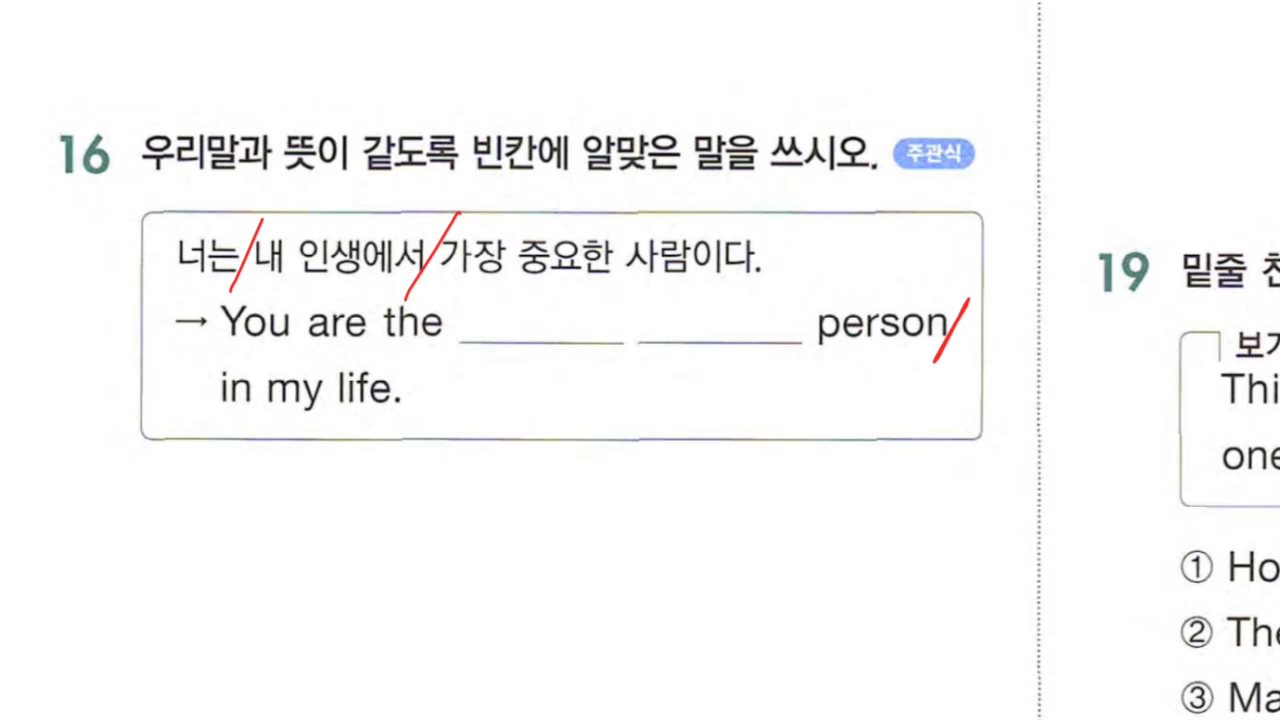 16 우리말과 뜻이 같도록 빈칸에 알맞은 말을 쓰시오. 주관식
너는 내 인생에서 가장 중요한 사람이다.
→ You are the ________ ________ person
in my life.
19 밑줄
보기
① Ho
② The
③ Ma